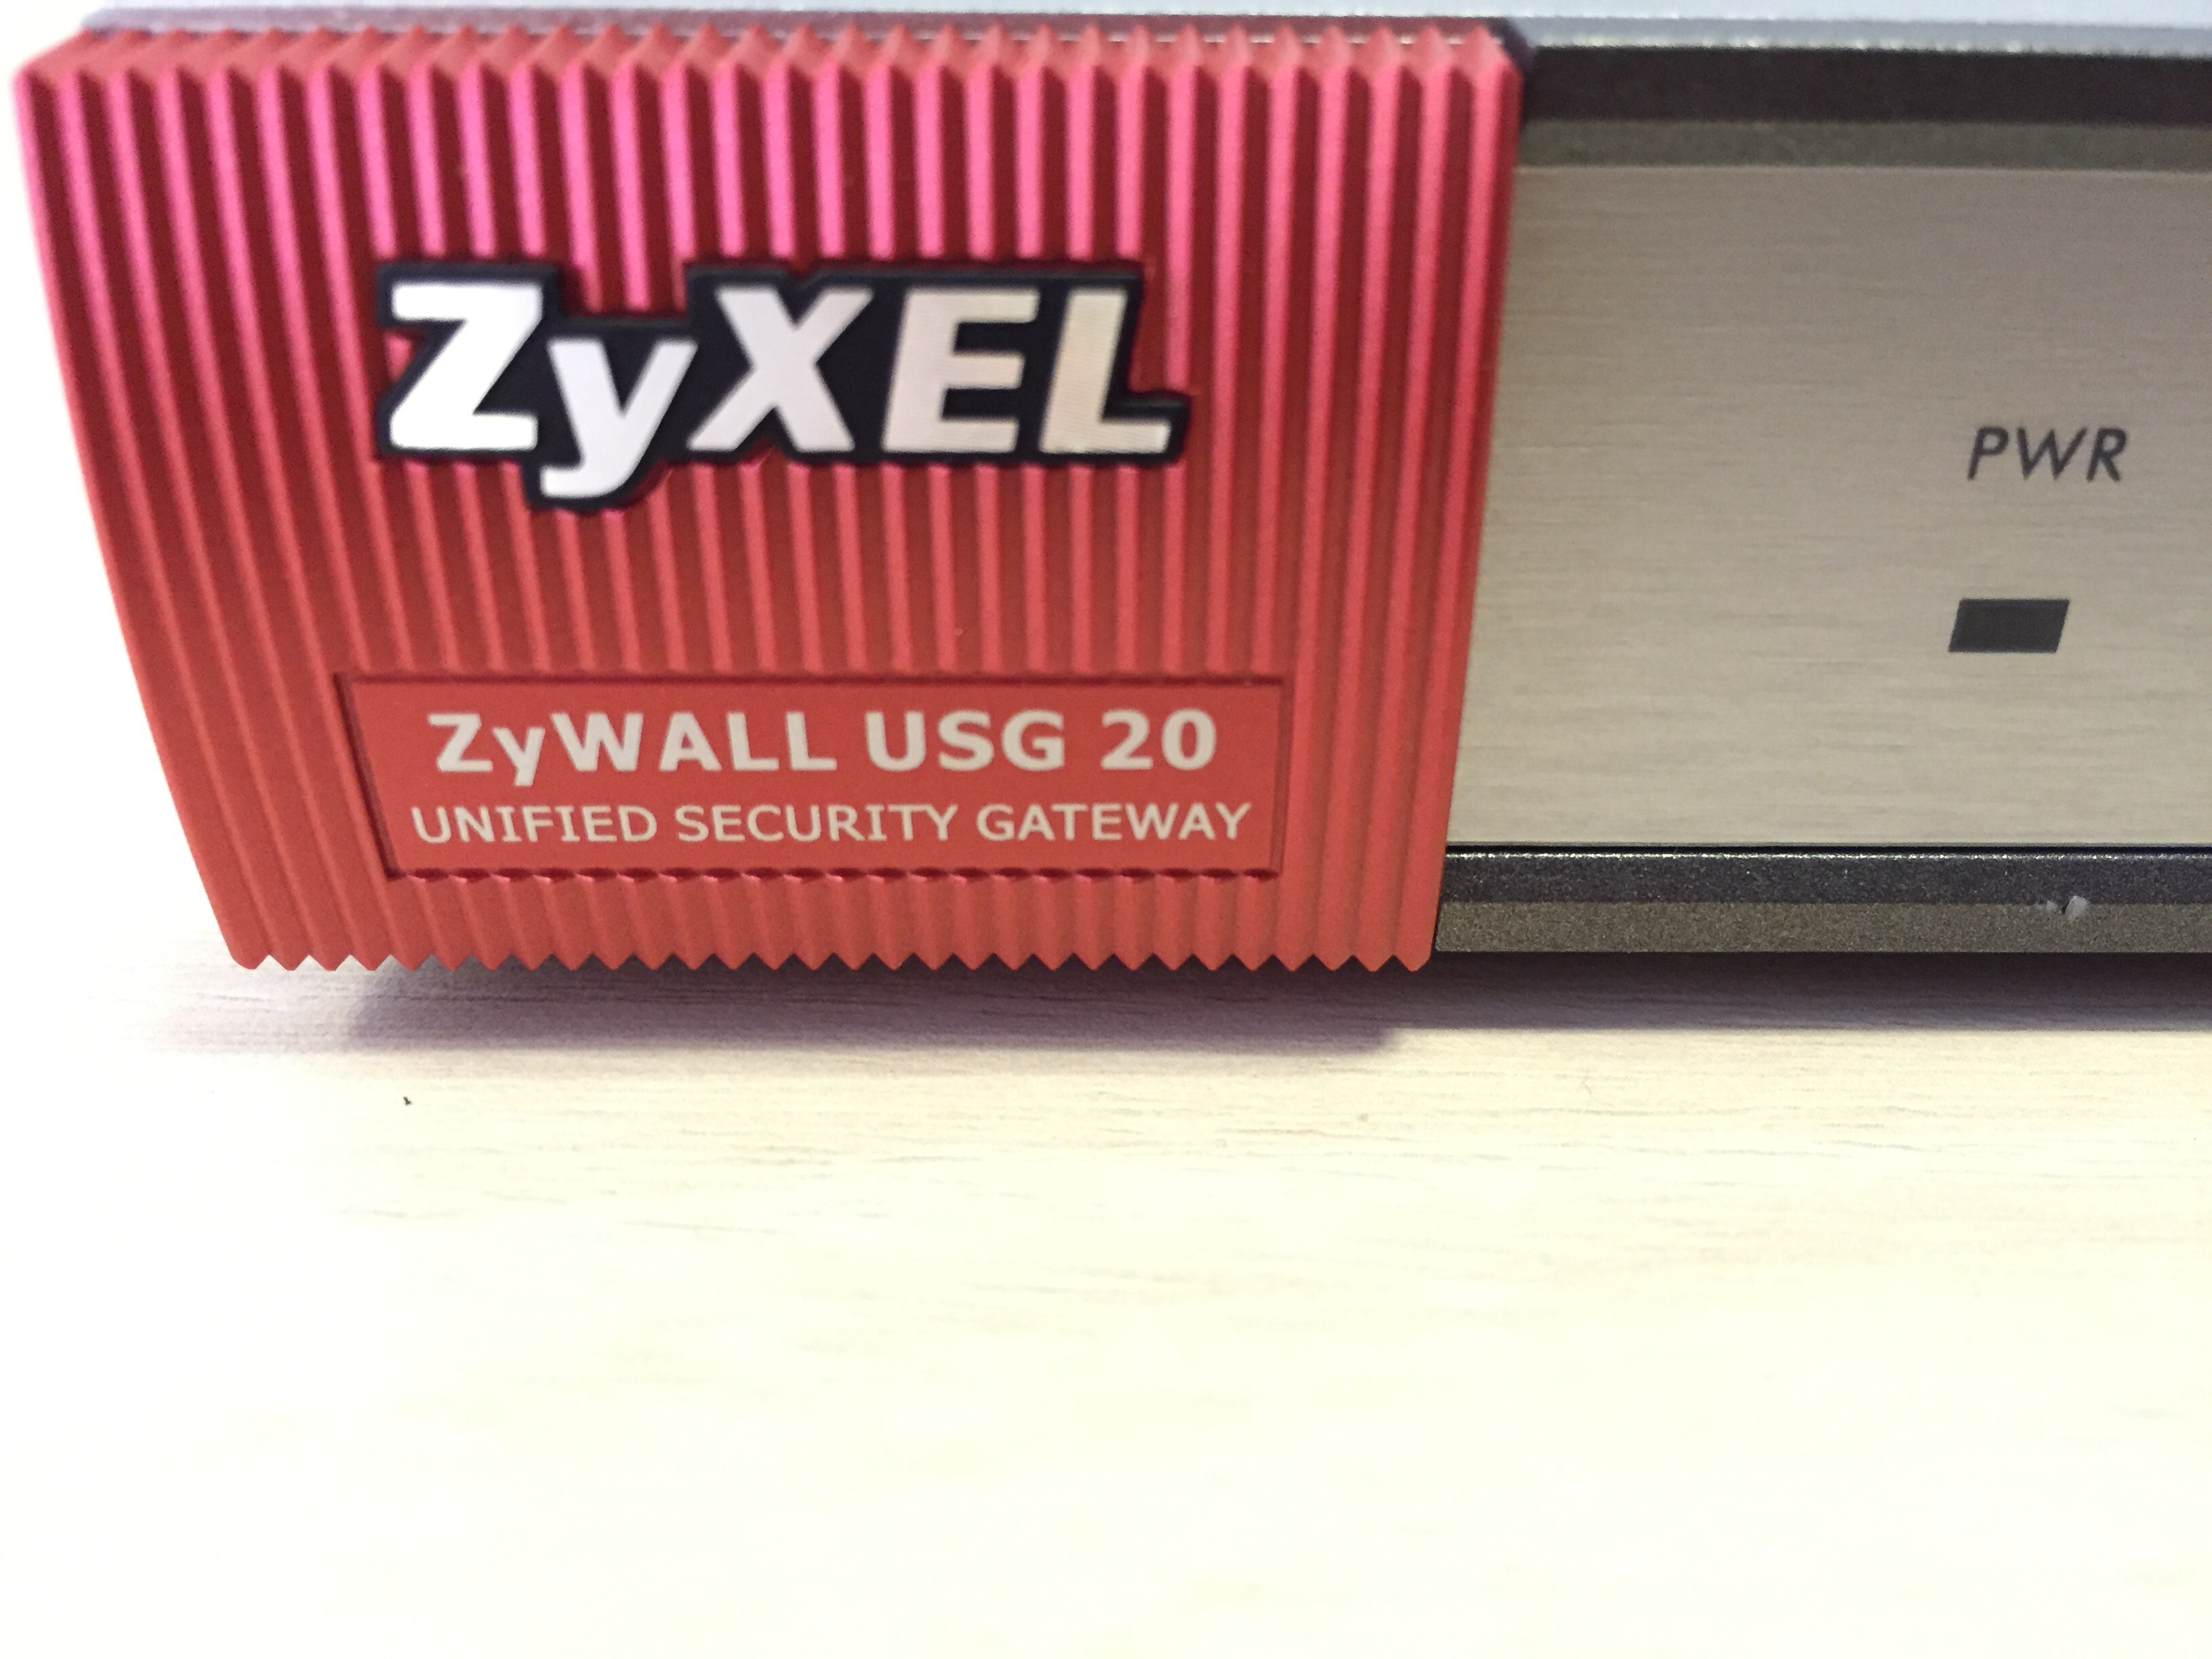 ZyXEL
PWR
ZyWALL USG 20
UNIFIED SECURITY GATEWAY